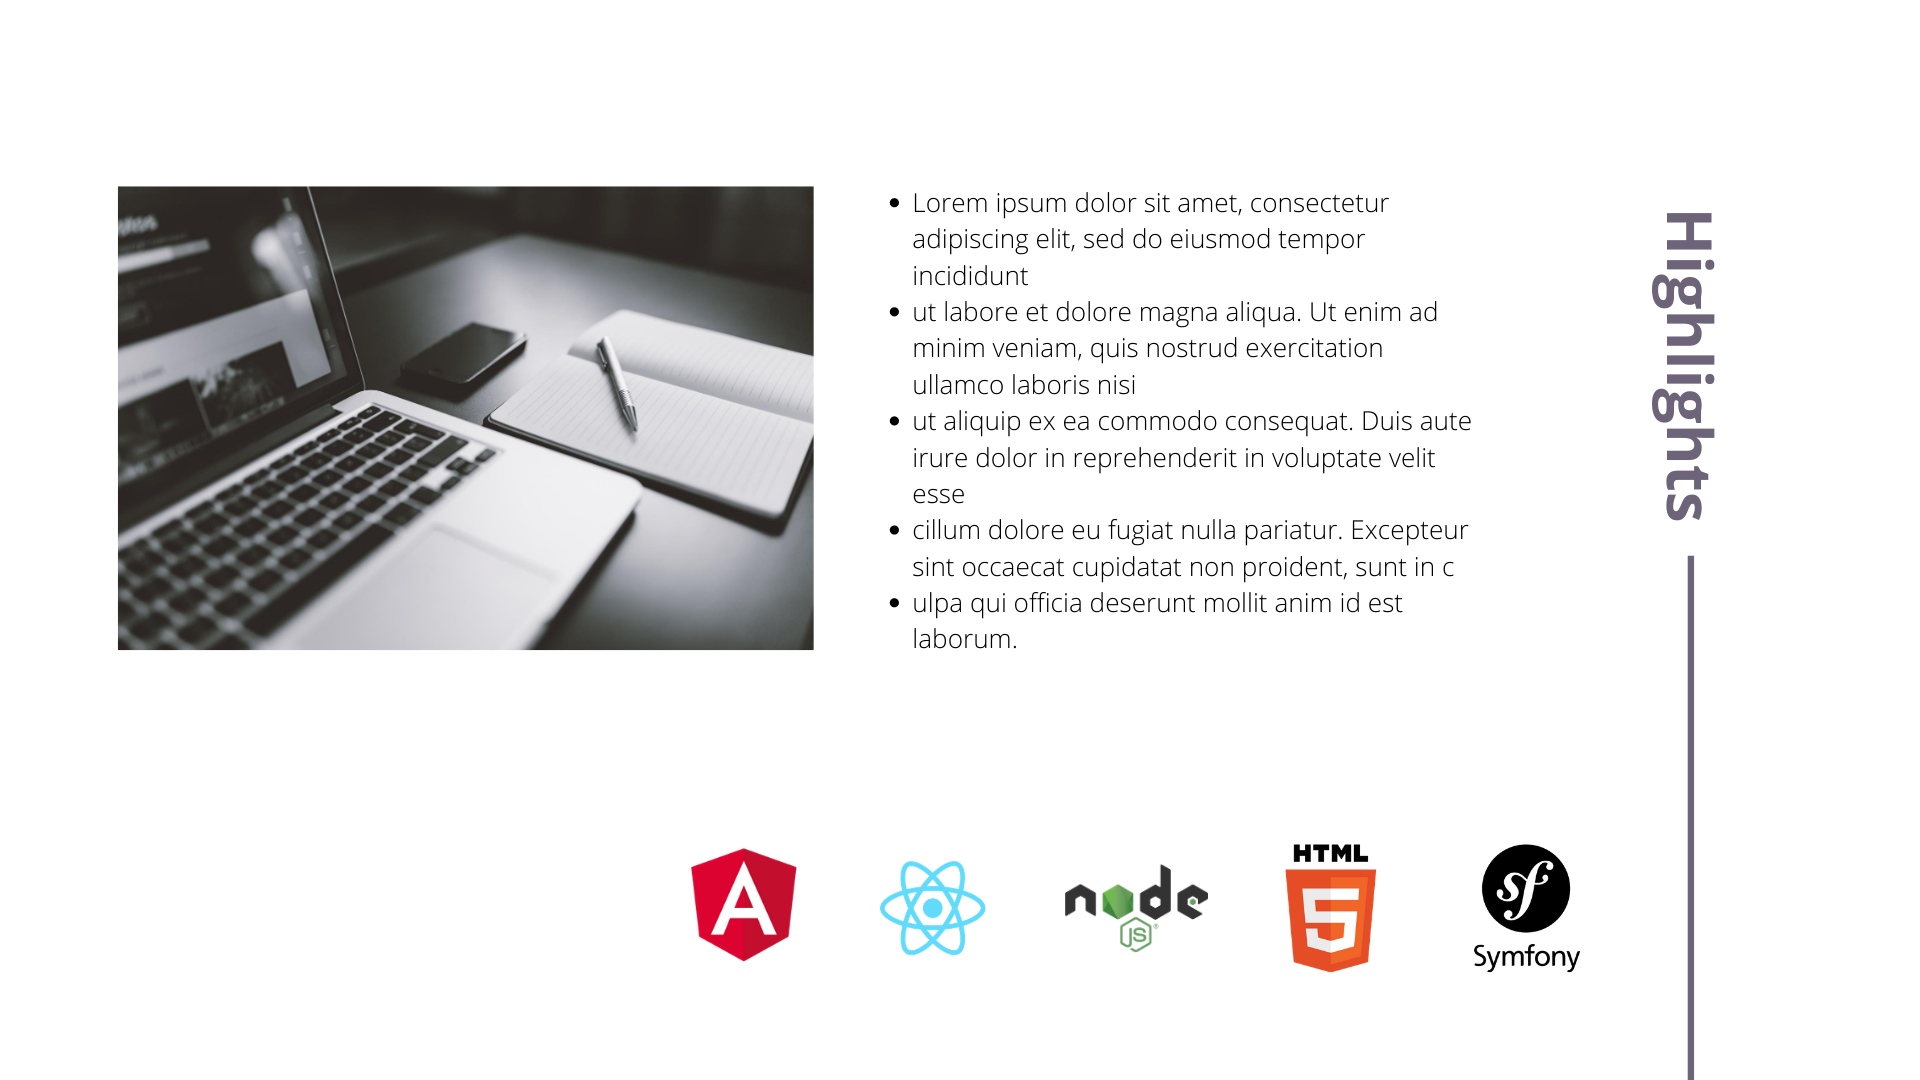 Highlights
• Lorem ipsum dolor sit amet, consectetur
adipiscing elit, sed do eiusmod tempor
incididunt
• ut labore et dolore magna aliqua. Ut enim ad
minim veniam, quis nostrud exercitation
ullamco laboris nisi
• ut aliquip ex ea commodo consequat. Duis aute
irure dolor in reprehenderit in voluptate velit
esse
• cillum dolore eu fugiat nulla pariatur. Excepteur
sint occaecat cupidatat non proident, sunt in c
• ulpa qui officia deserunt mollit anim id est
laborum.
A
node
JS®
HTML
5
sf
Symfony